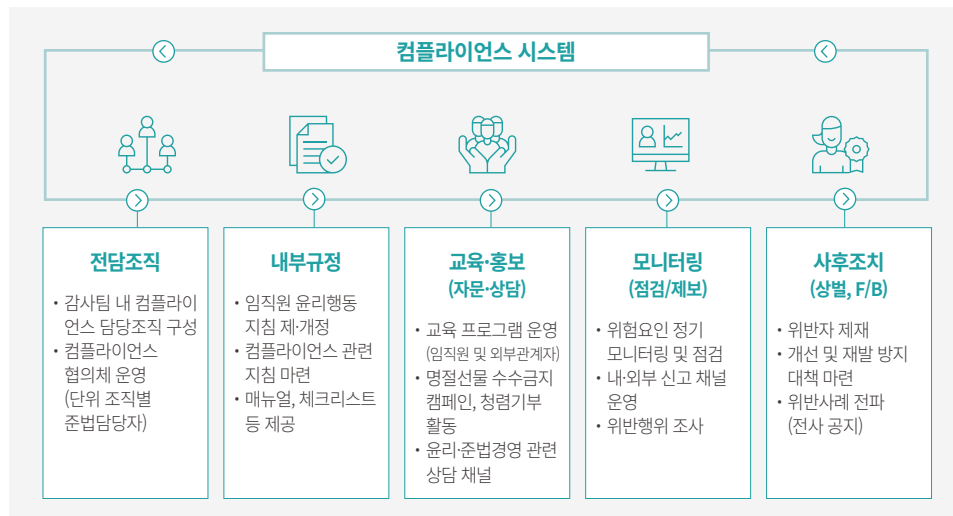 컴플라이언스 시스템
전담조직
• 감사팀 내 컴플라이
언스 담당조직 구성
• 컴플라이언스
협의체 운영
(단위 조직별
준법담당자)
내부규정
• 임직원 윤리행동
지침 제·개정
• 컴플라이언스 관련
지침 마련
• 매뉴얼, 체크리스트
등 제공
교육·홍보
(자문·상담)
• 교육 프로그램 운영
(임직원 및 외부관계자)
• 명절선물 수수금지
캠페인, 청렴기부
활동
• 윤리·준법경영 관련
상담 채널
모니터링
(점검/제보)
• 위험요인 정기
모니터링 및 점검
• 내·외부 신고 채널
운영
• 위반행위 조사
사후조치
(상벌, F/B)
• 위반자 제재
• 개선 및 재발 방지
대책 마련
• 위반사례 전파
(전사 공지)